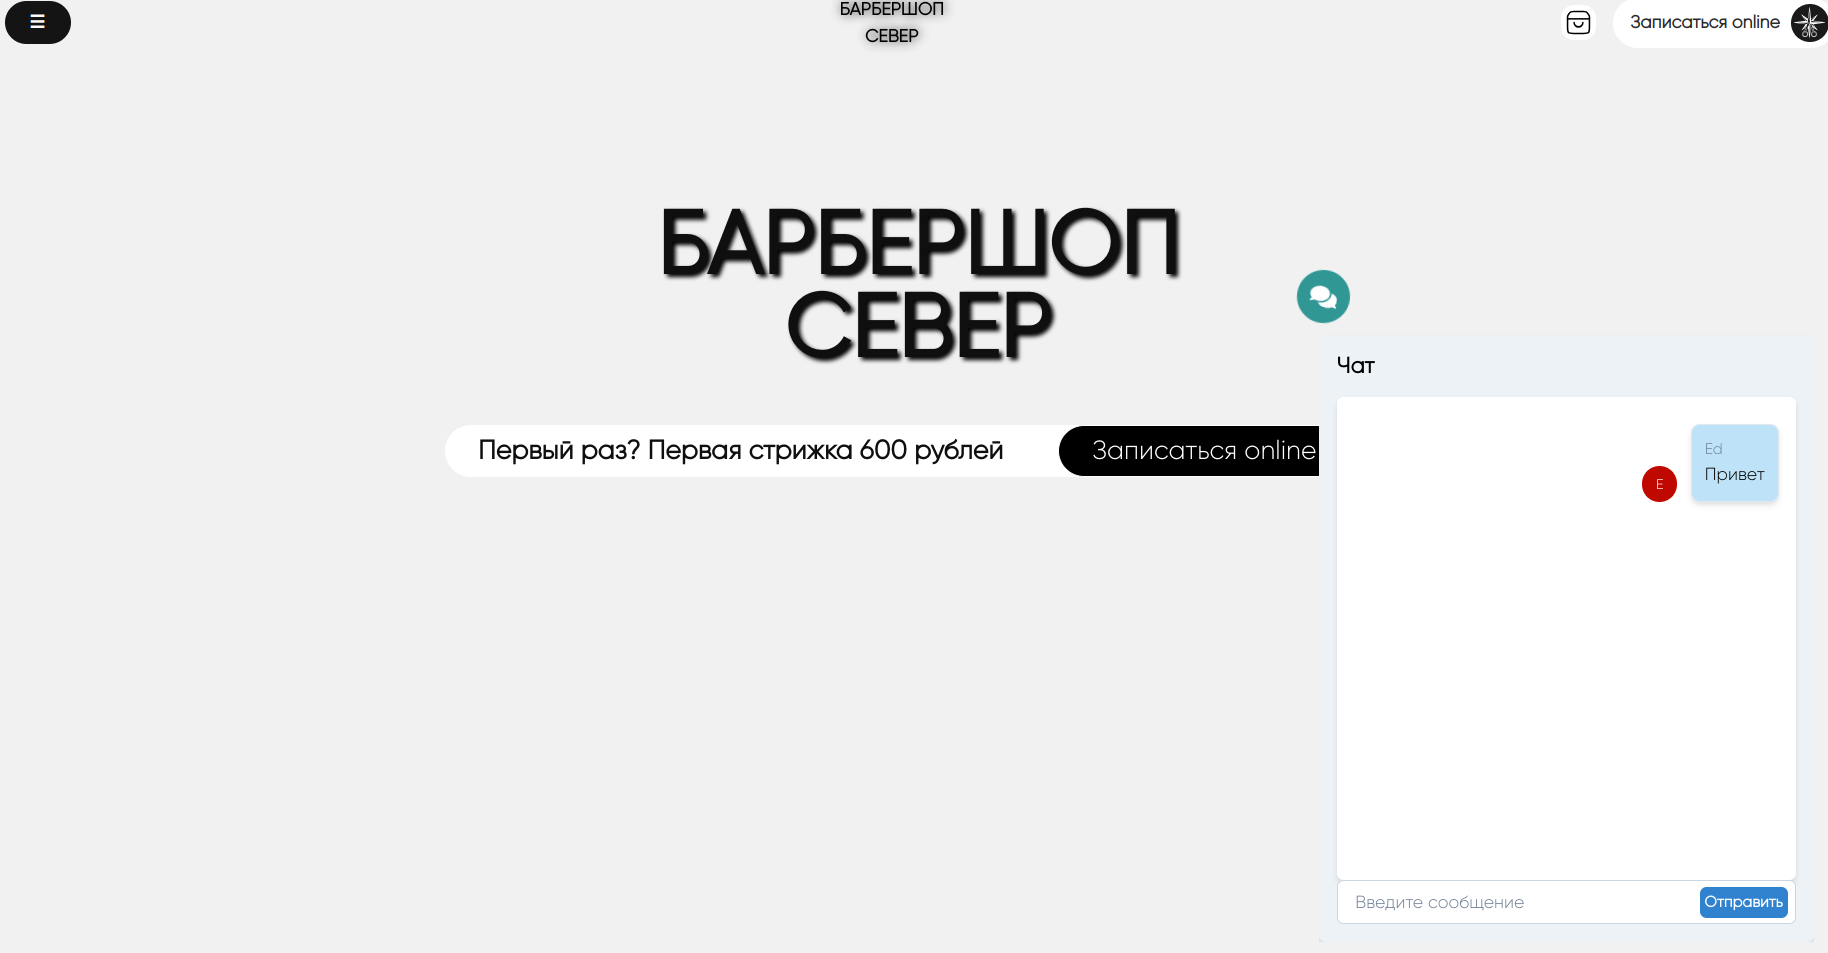 БАРБЕРШОП
СЕВЕР
Записаться online
БАРБЕРШОП
СЕВЕР
Первый раз? Первая стрижка 600 рублей
Записаться online
Чат
Ed
Привет
E
Введите сообщение
Отправить